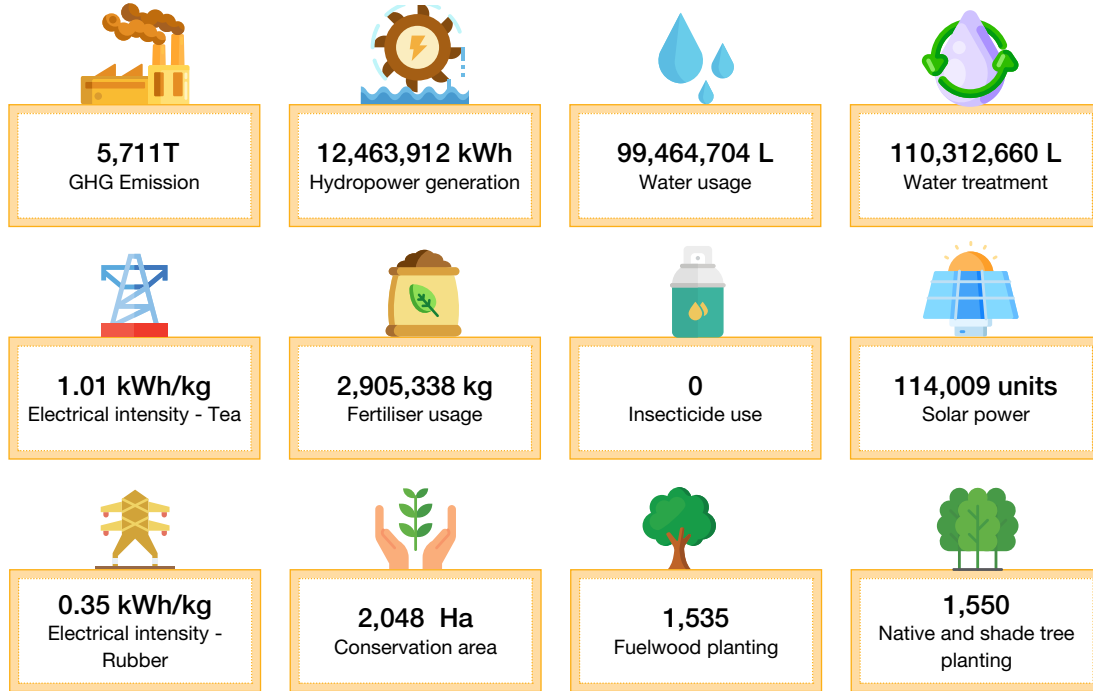 5,711T
GHG Emission
12,463,912 kWh
Hydropower generation
99,464,704 L
Water usage
110,312,660 L
Water treatment
1.01 kWh/kg
Electrical intensity - Tea
2,905,338 kg
Fertiliser usage
0
Insecticide use
114,009 units
Solar power
0.35 kWh/kg
Electrical intensity -
Rubber
2,048 Ha
Conservation area
1,535
Fuelwood planting
1,550
Native and shade tree
planting